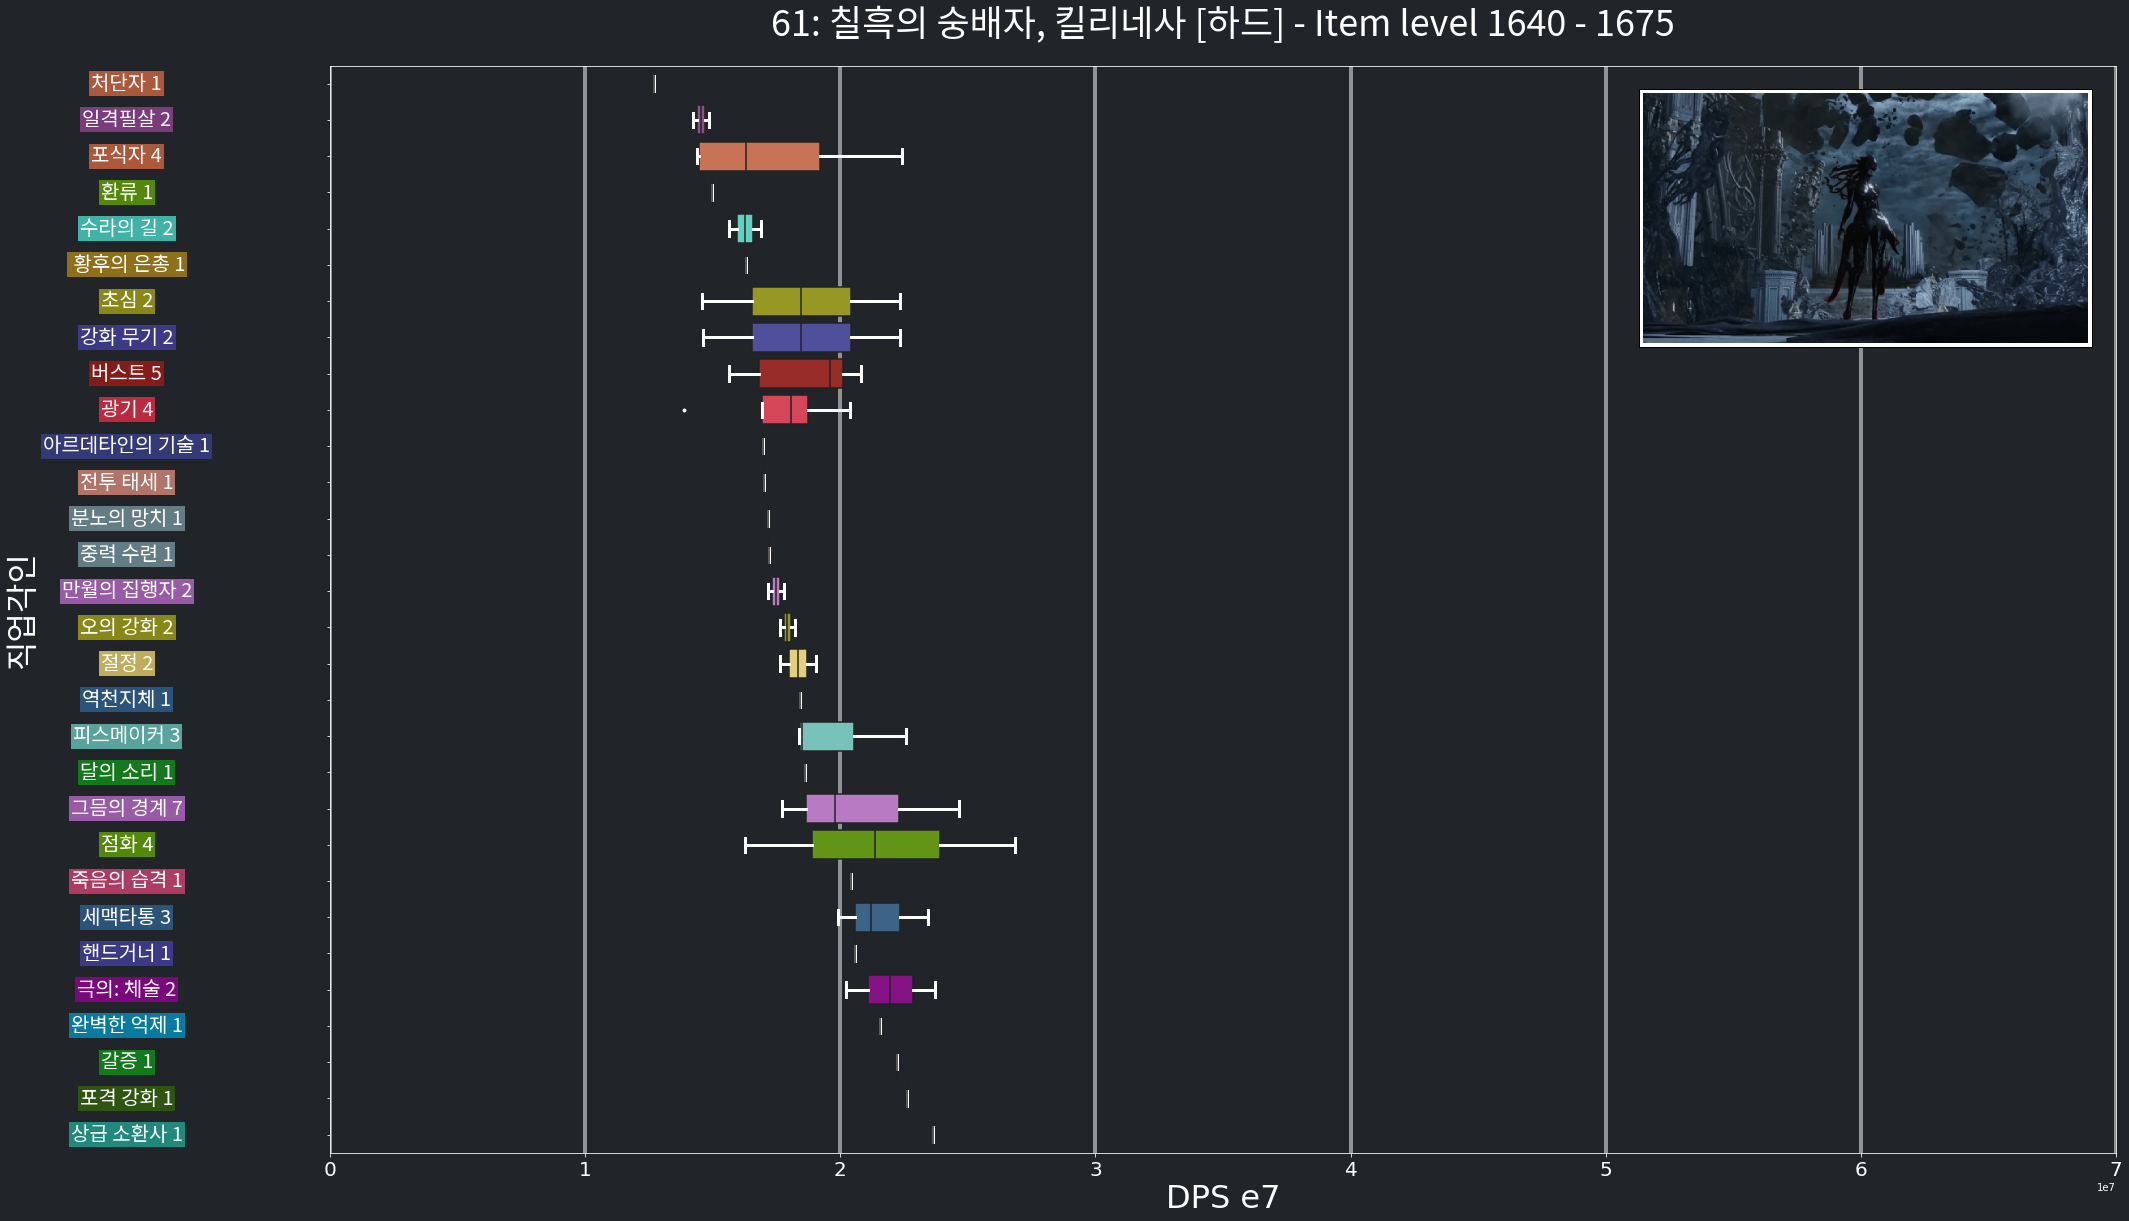 61: 칠흑의 숭배자, 킬리네사 [하드] - Item level 1640 - 1675
처단자 1
일격필살 2
포식자 4
환류 1
수라의 길 2
황후의 은총 1
초심 2
강화 무기 2
버스트 5
광기 4
아르데타인의 기술 1
전투 태세 1
분노의 망치 1
중력 수련 1
만월의 집행자 2
오의 강화 2
절정 2
역천지체 1
피스메이커 3
달의 소리 1
그믐의 경계 7
점화 4
죽음의 습격 1
세맥타통 3
핸드거너 1
극의: 체술 2
완벽한 억제 1
갈증 1
포격 강화 1
상급 소환사 1
직업각인
0 1 2 3 4 5 6 7
1e7
DPS e7